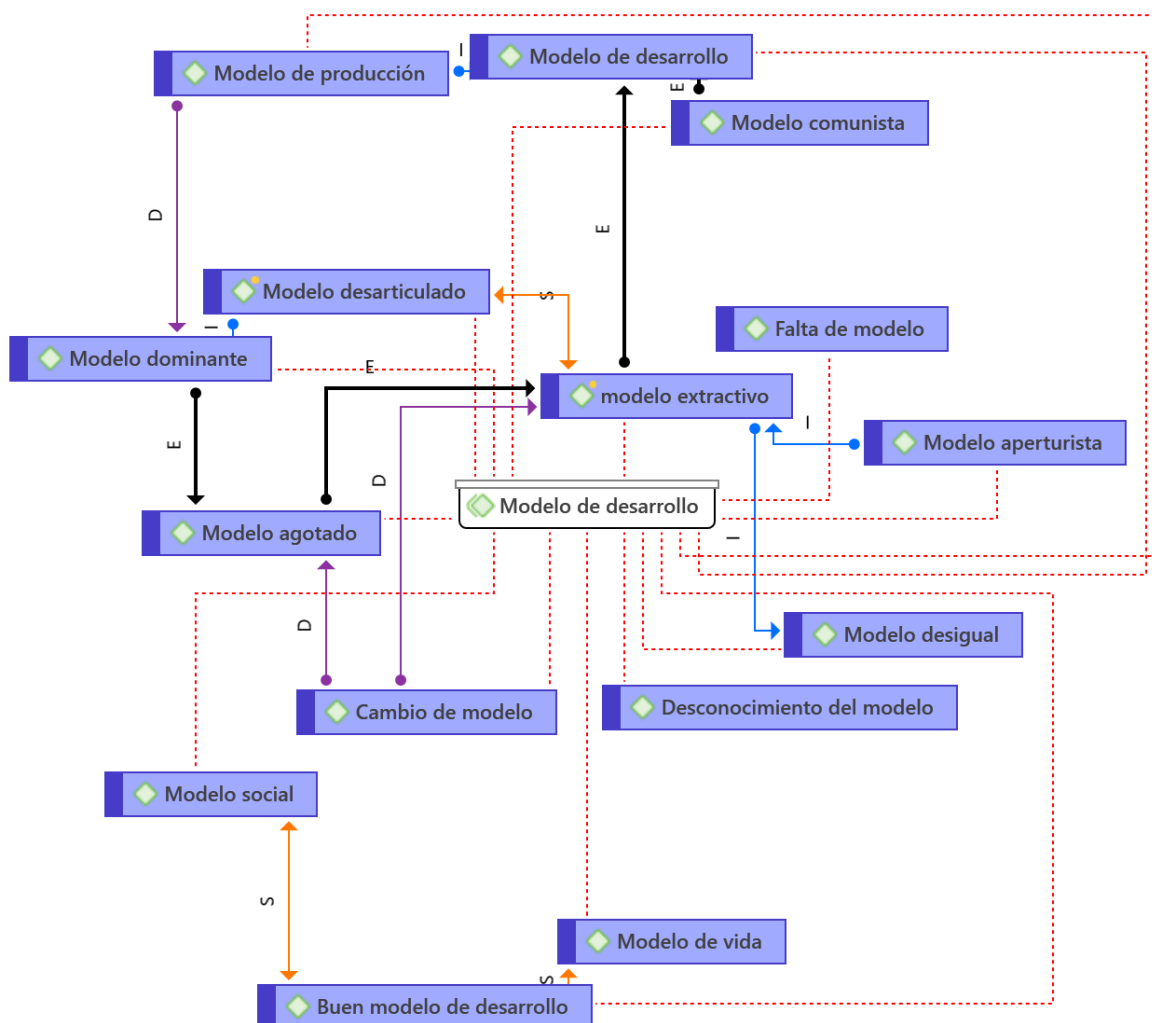 Modelo de desarrollo
Modelo de producción
I
E
Modelo comunista
D
E
Modelo desarticulado
S
Falta de modelo
I
Modelo dominante
E
modelo extractivo
I
Modelo aperturista
E
D
Modelo de desarrollo
Modelo agotado
I
D
Modelo desigual
Cambio de modelo
Desconocimiento del modelo
Modelo social
S
Modelo de vida
S
Buen modelo de desarrollo